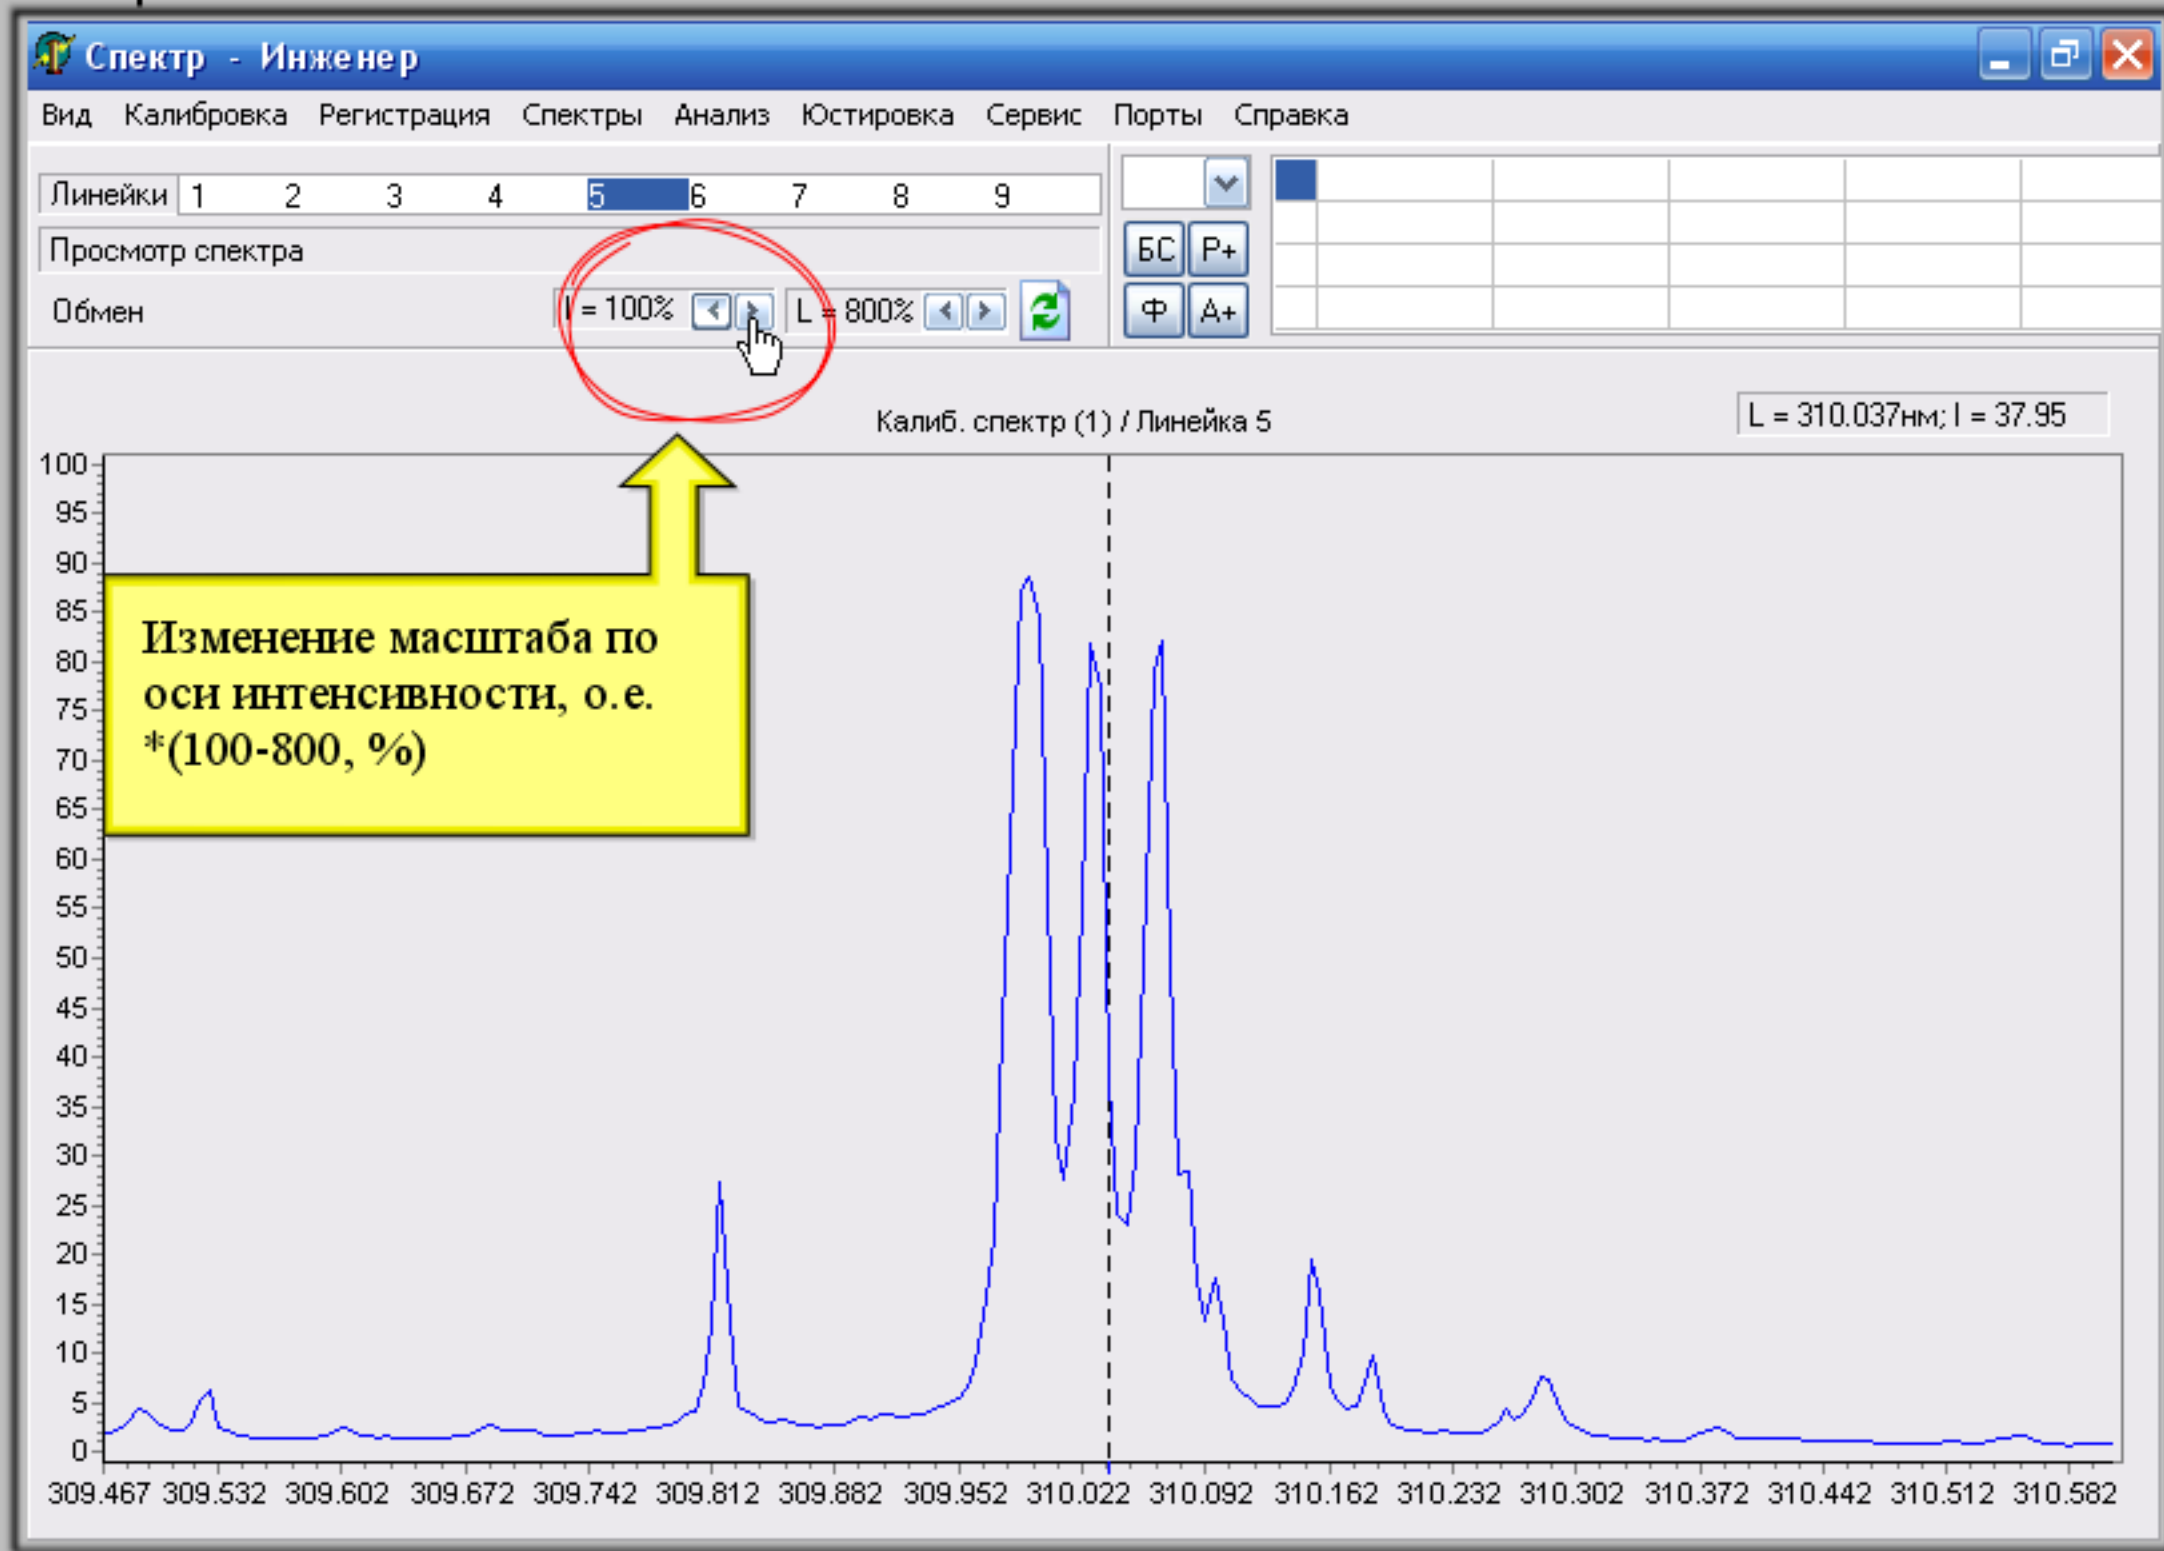 Спектр - Инженер
Вид Калибровка Регистрация Спектры Анализ Юстировка Сервис Порты Справка
Линейки 1 2 3 4 5 6 7 8 9
Просмотр спектра
БС Р+
Обмен
I = 100%
L = 800%
Ф А+
Калиб. спектр (1) / Линейка 5
L = 310.037нм; I = 37.95
Изменение масштаба по
оси интенсивности, о.е.
*(100-800, %)
100
95
90
85
80
75
70
65
60
55
50
45
40
35
30
25
20
15
10
5
0
309.467 309.532 309.602 309.672 309.742 309.812 309.882 309.952 310.022 310.092 310.162 310.232 310.302 310.372 310.442 310.512 310.582